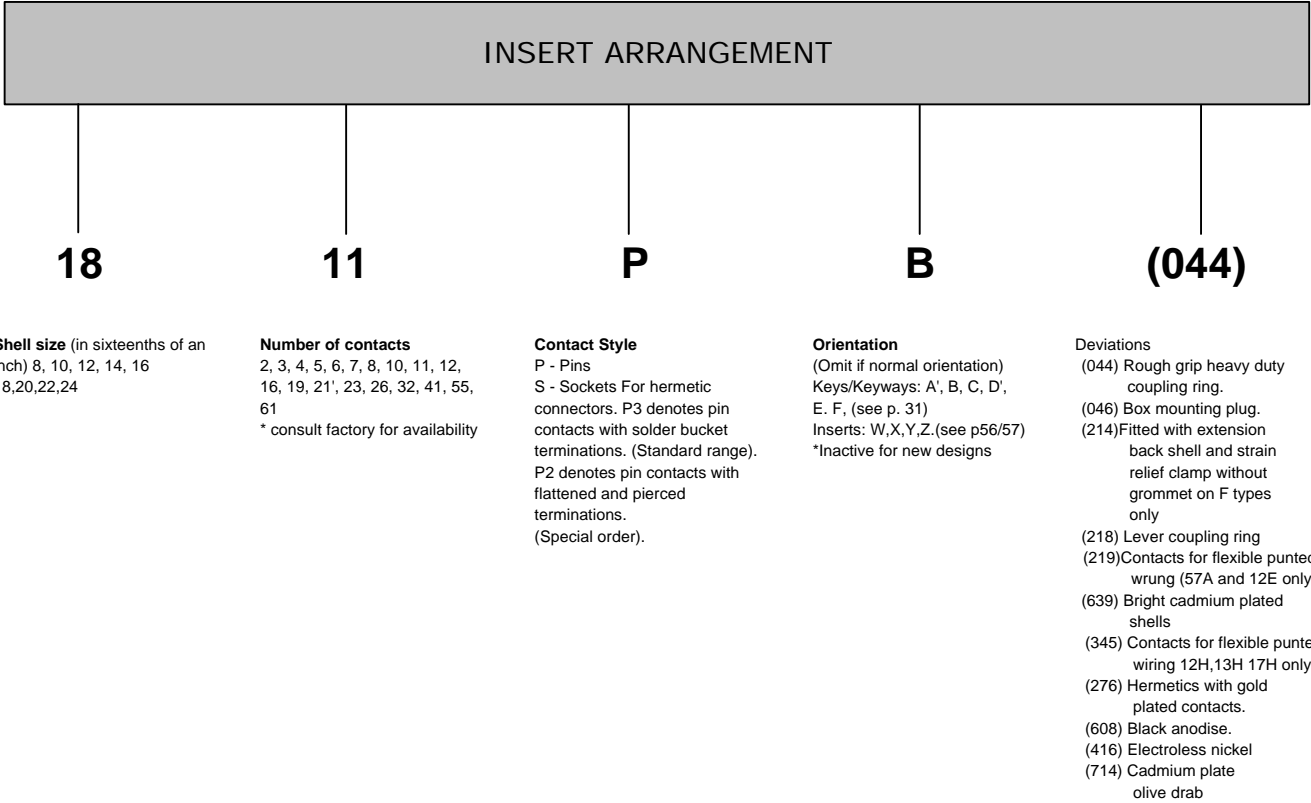 INSERT ARRANGEMENT
18
11
P
B
(044)
Shell size (in sixteenths of an
nch) 8, 10, 12, 14, 16
8,20,22,24
Number of contacts
2, 3, 4, 5, 6, 7, 8, 10, 11, 12,
16, 19, 21', 23, 26, 32, 41, 55,
61
* consult factory for availability
Contact Style
P - Pins
S - Sockets For hermetic
connectors. P3 denotes pin
contacts with solder bucket
terminations. (Standard range).
P2 denotes pin contacts with
flattened and pierced
terminations.
(Special order).
Orientation
(Omit if normal orientation)
Keys/Keyways: A', B, C, D',
E. F, (see p. 31)
Inserts: W,X,Y,Z.(see p56/57)
*Inactive for new designs
Deviations
(044) Rough grip heavy duty
coupling ring.
(046) Box mounting plug.
(214)Fitted with extension
back shell and strain
relief clamp without
grommet on F types
only
(218) Lever coupling ring
(219)Contacts for flexible punted
wrung (57A and 12E only
(639) Bright cadmium plated
shells
(345) Contacts for flexible punte
wiring 12H,13H 17H only
(276) Hermetics with gold
plated contacts.
(608) Black anodise.
(416) Electroless nickel
(714) Cadmium plate
olive drab